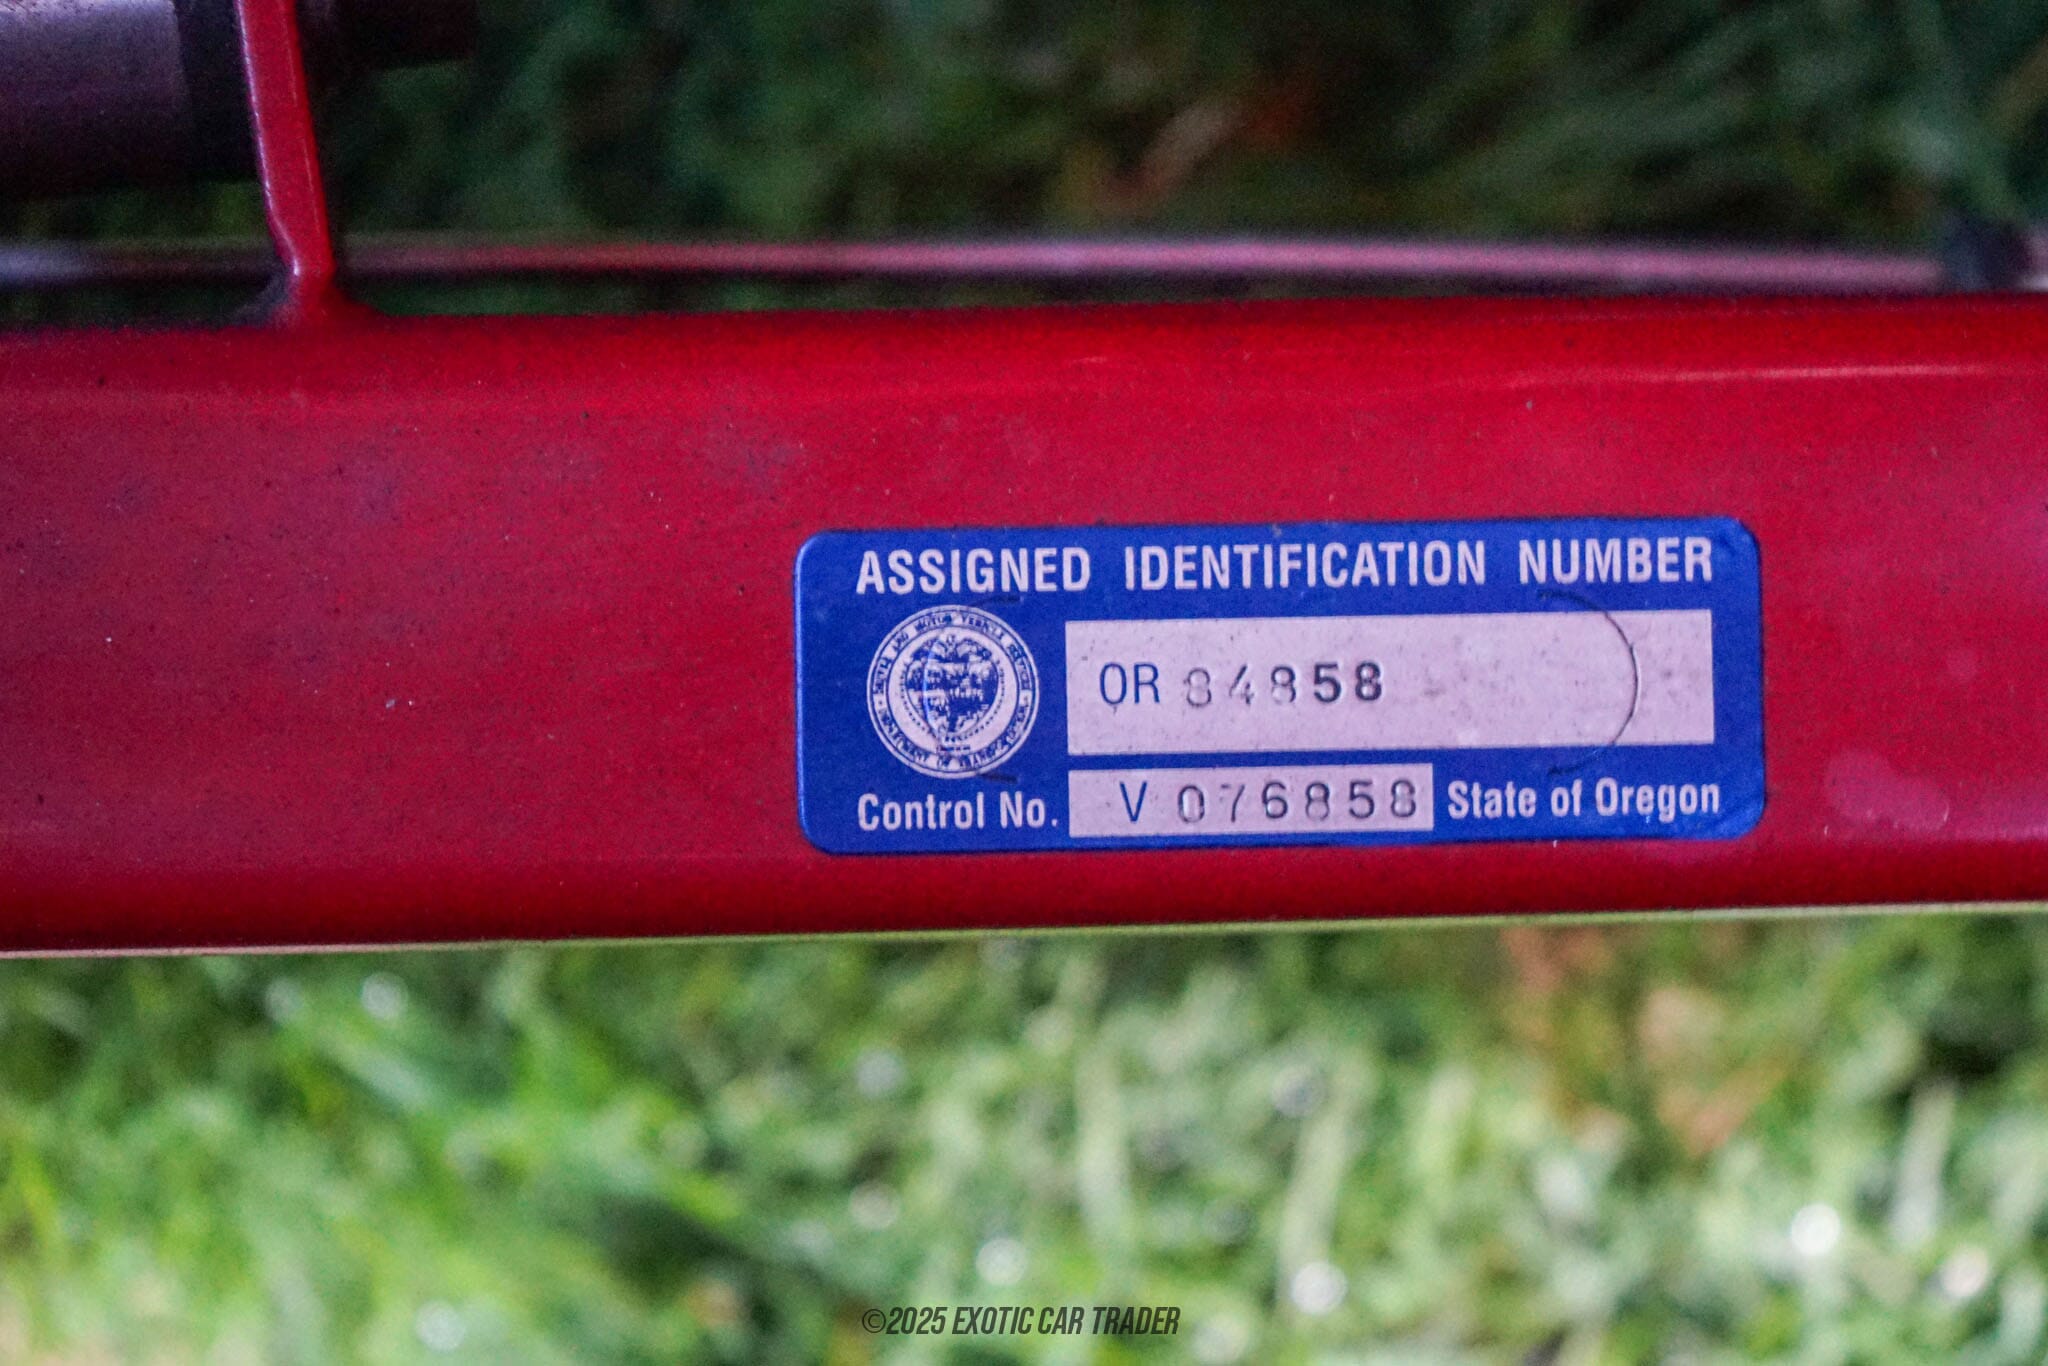 ASSIGNED IDENTIFICATION NUMBER
OR 84858
Control No. V 076858 State of Oregon
©2025 EXOTIC CAR TRADER